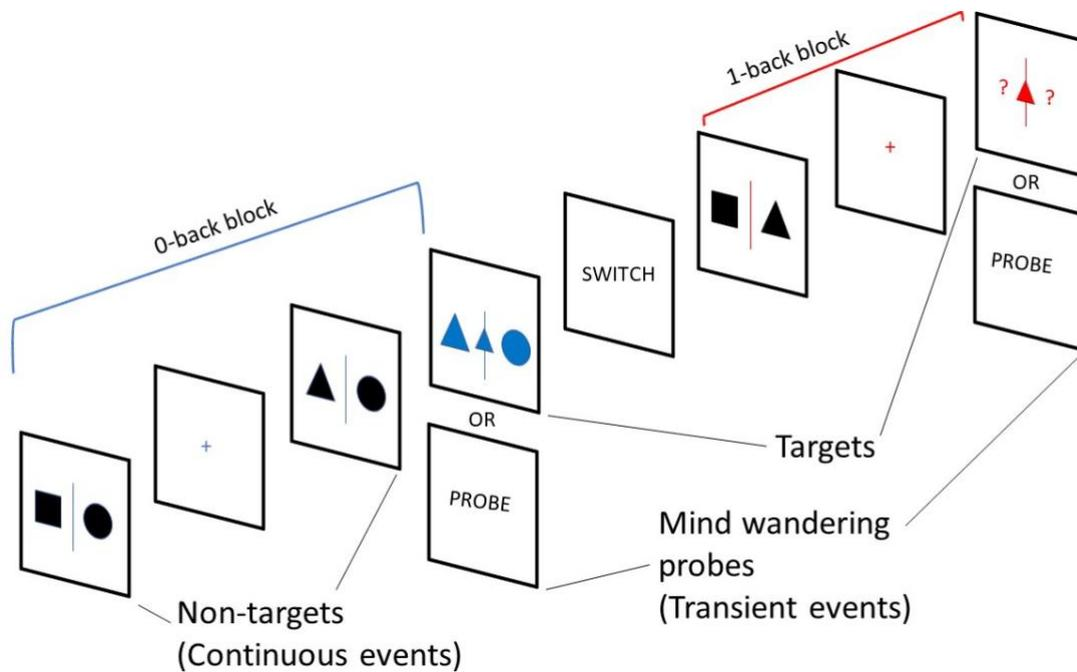 1-back block
? ?
0-back block
+
OR
SWITCH
PROBE
+
OR
Targets
PROBE
Mind wandering
probes
(Transient events)
Non-targets
(Continuous events)